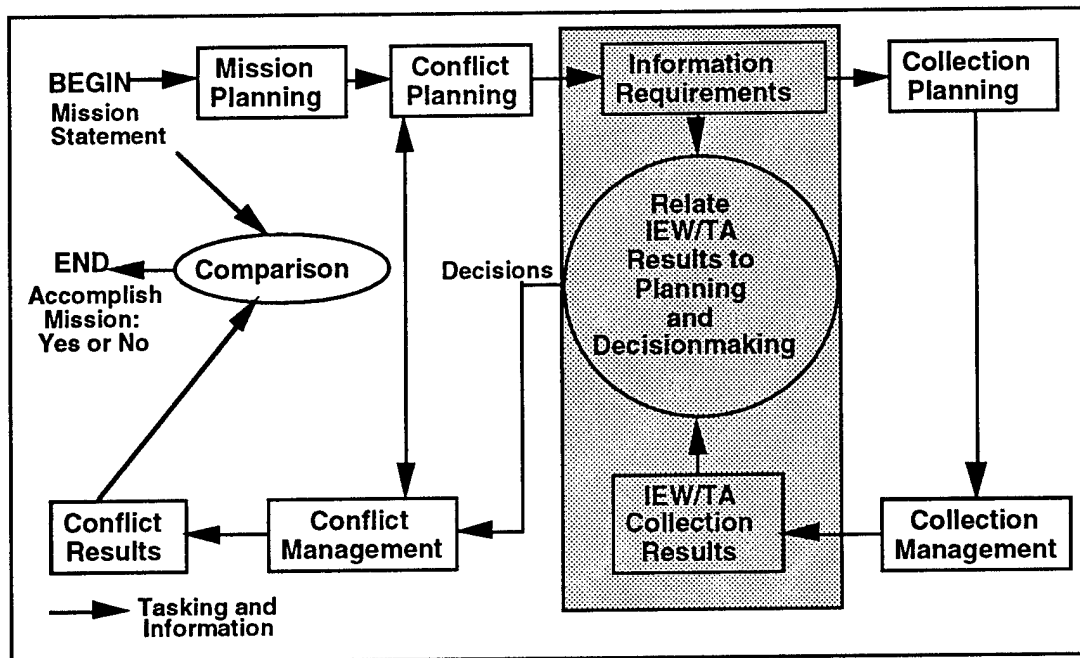 BEGIN
Mission
Statement
Mission
Planning
Conflict
Planning
Information
Requirements
Collection
Planning
Relate
IEW/TA
Results to
Planning
and
Decisionmaking
Comparison
END
Accomplish
Mission:
Yes or No
Decisions
Conflict
Results
Conflict
Management
IEW/TA
Collection
Results
Collection
Management
Tasking and
Information